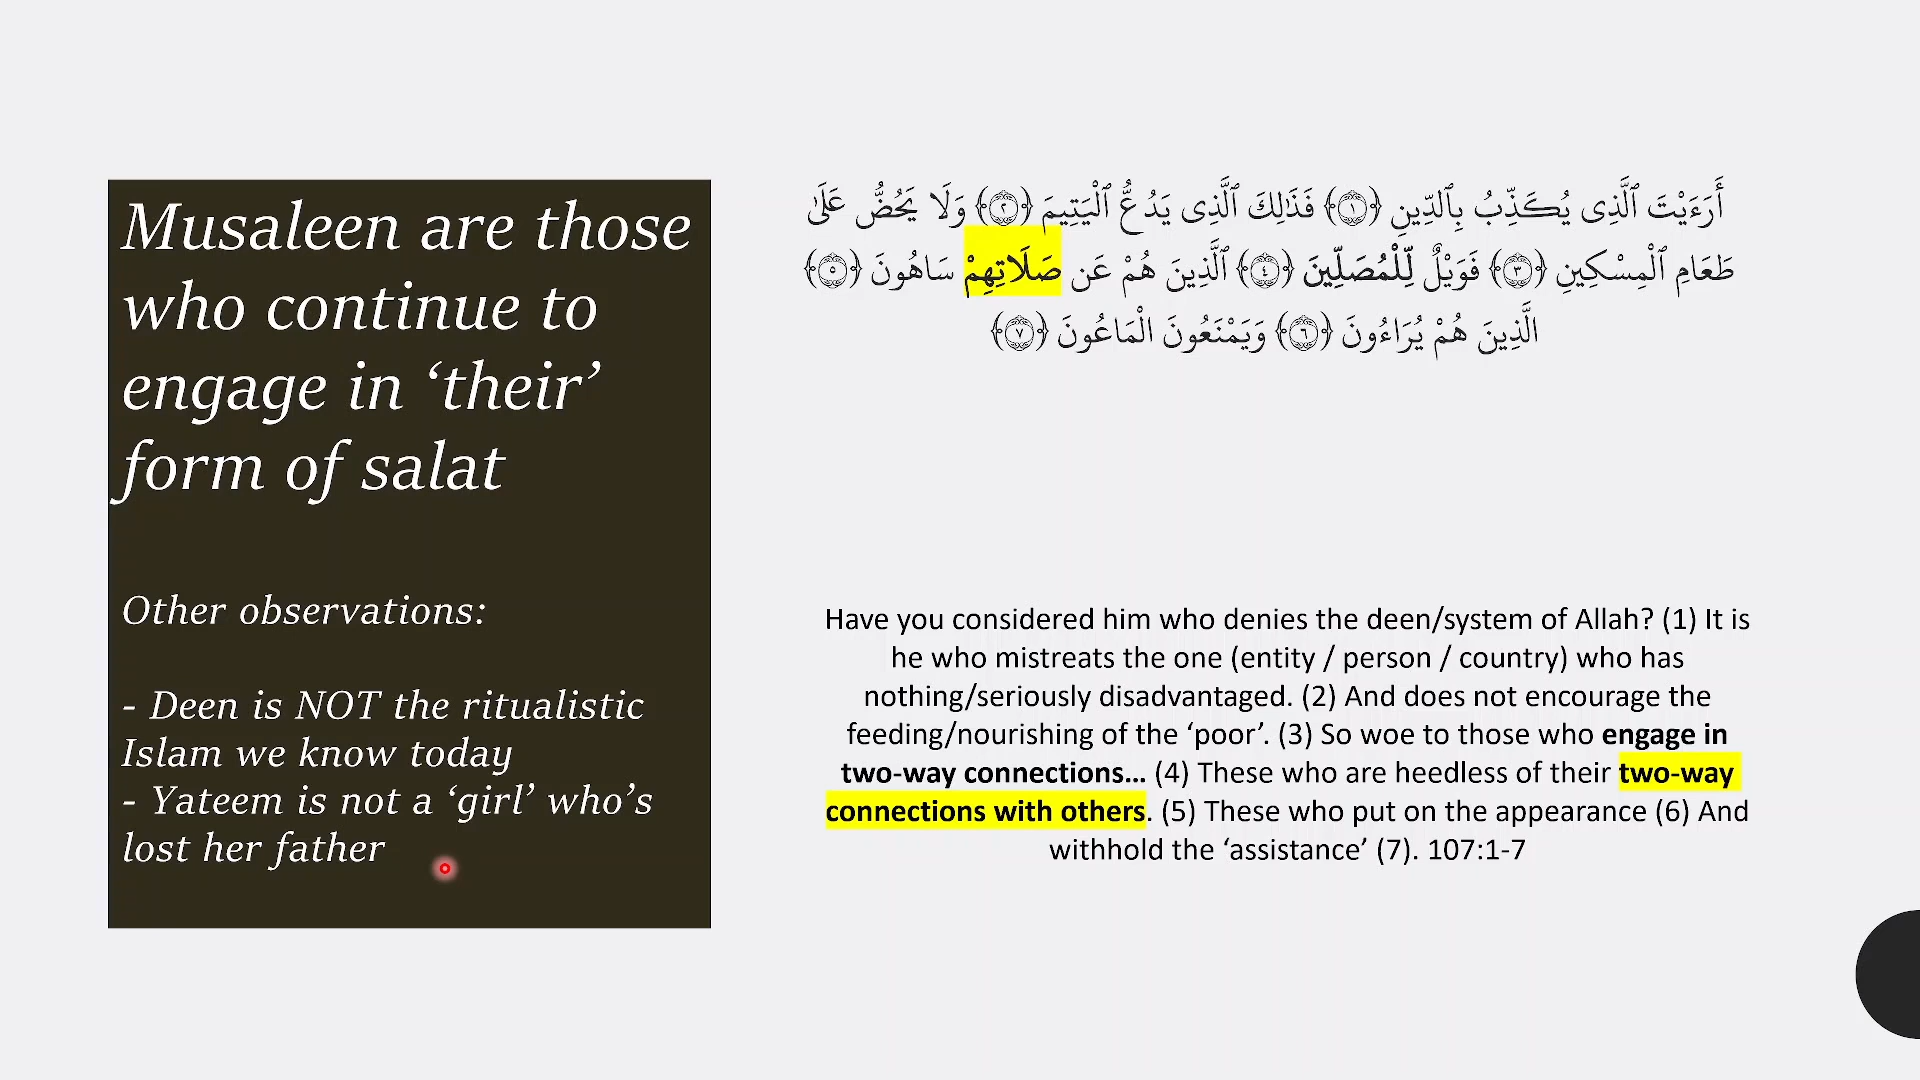 Musaleen are those
who continue to
engage in ‘their’
form of salat
Other observations:
- Deen is NOT the ritualistic
Islam we know today
- Yateem is not a ‘girl’ who’s
lost her father
أَرَءَيْتَ ٱلَّذِى يُكَذِّبُ بِٱلدِّينِ ﴿١﴾ فَذَٰلِكَ ٱلَّذِى يَدُعُّ ٱلْيَتِيمَ ﴿٢﴾ وَلَا يَحُضُّ عَلَىٰ
طَعَامِ ٱلْمِسْكِينِ ﴿٣﴾ فَوَيْلٌ لِّلْمُصَلِّينَ ﴿٤﴾ ٱلَّذِينَ هُمْ عَن صَلَاتِهِمْ سَاهُونَ ﴿٥﴾
الَّذِينَ هُمْ يُرَاءُونَ ﴿٦﴾ وَيَمْنَعُونَ الْمَاعُونَ ﴿٧﴾
Have you considered him who denies the deen/system of Allah? (1) It is
he who mistreats the one (entity / person / country) who has
nothing/seriously disadvantaged. (2) And does not encourage the
feeding/nourishing of the ‘poor’. (3) So woe to those who engage in
two-way connections... (4) These who are heedless of their two-way
connections with others. (5) These who put on the appearance (6) And
withhold the ‘assistance’ (7). 107:1-7